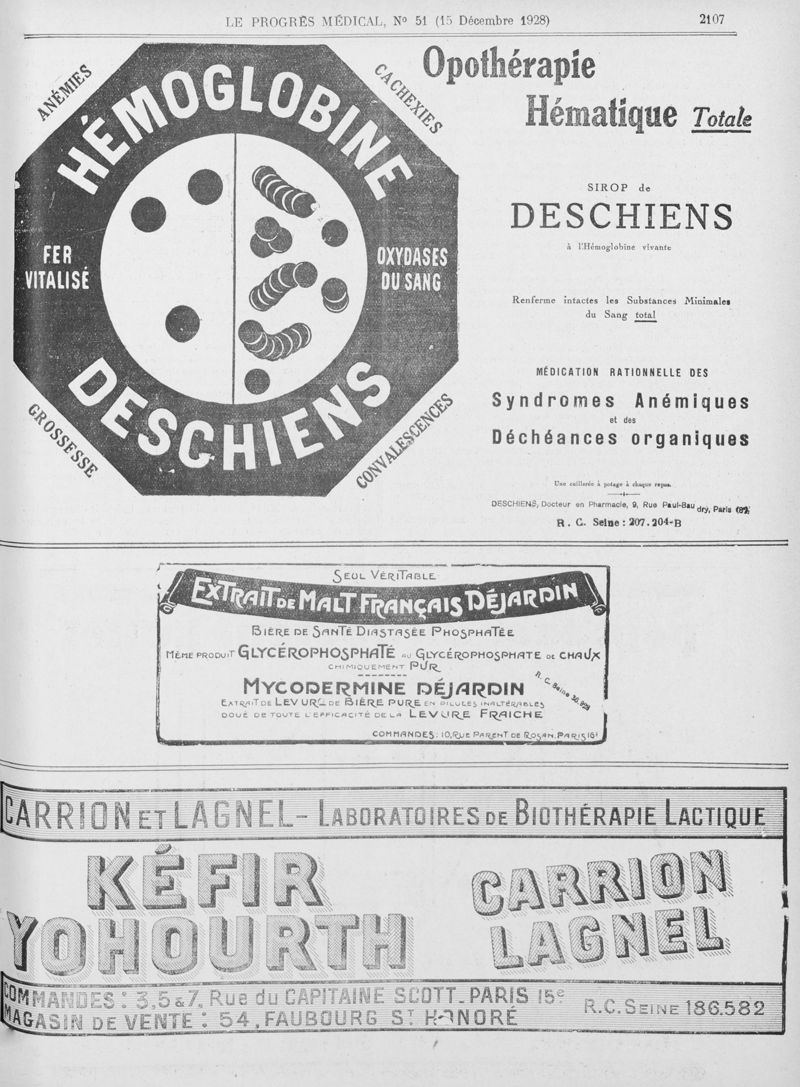 LE PROGRÈS MÉDICAL, No 51 (15 Décembre 1928)
2107
ANÉMIES
CACHEXIES
HÉMOGLOBINE
FER
VITALISÉ
OXYDASES
DU SANG
DESCHIENS
GROSSESSE
CONVALESCENCES
Opothérapie
Hématique Totale
SIROP de
DESCHIENS
à l'Hémoglobine vivante
Renferme intactes les Substances Minimales
du Sang total
MÉDICATION RATIONNELLE DES
Syndromes Anémiques
et des
Déchéances organiques
Une cuillerée à potage à chaque repas.
DESCHIENS, Docteur en Pharmacie, 9, Rue Paul-Baudry, Paris (8e)
R. C. Seine : 207.204-B
SEUL VÉRITABLE
EXTRAIT DE MALT FRANÇAIS DÉJARDIN
BIÈRE DE SANTÉ DIASTASÉE PHOSPHATÉE
MÊME PRODUIT GLYCÉROPHOSPHATÉ AU GLYCÉROPHOSPHATE DE CHAUX
CHIMIQUEMENT PUR
MYCODERMINE DÉJARDIN
R. C. Seine 30.928
EXTRAIT DE LEVURE DE BIÈRE PURE EN PILULES INALTÉRABLES
DOUÉ DE TOUTE L'EFFICACITÉ DE LA LEVURE FRAICHE
COMMANDES : 10, RUE PARENT DE ROSAN, PARIS 16e
CARRION ET LAGNEL - LABORATOIRES DE BIOTHÉRAPIE LACTIQUE
KÉFIR
YOHOURTH
CARRION
LAGNEL
COMMANDES : 3,5 & 7, Rue du CAPITAINE SCOTT_PARIS 15e
MAGASIN DE VENTE : 54, FAUBOURG ST HONORÉ
R.C. SEINE 186.582